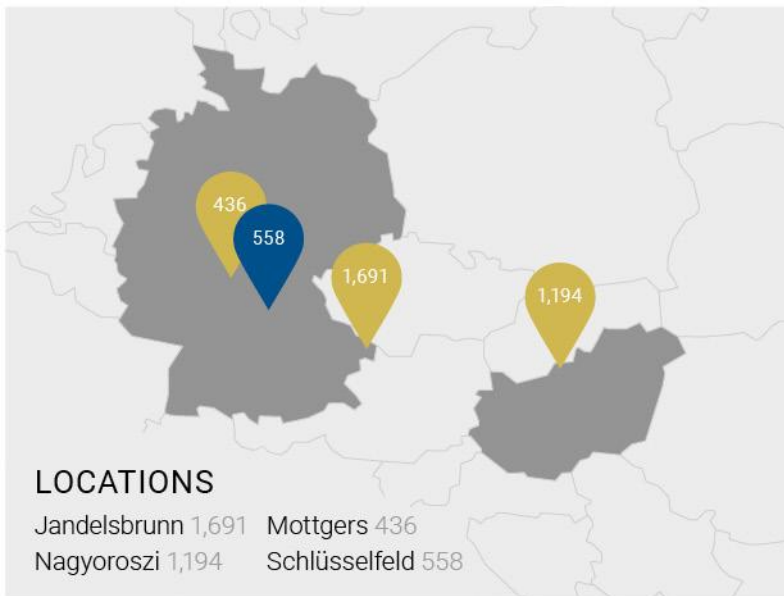 436
558
1,691
1,194
LOCATIONS
Jandelsbrunn 1,691 Mottgers 436
Nagyoroszi 1,194 Schlüsselfeld 558